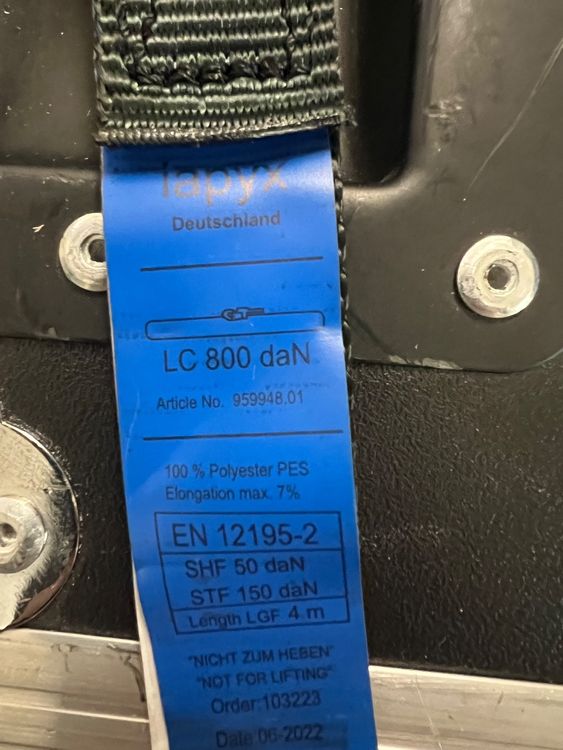 lapyx
Deutschland
GT
LC 800 daN
Article No. 959948.01
100 % Polyester PES
Elongation max. 7%
EN 12195-2
SHF 50 daN
STF 150 daN
Length LGF 4 m
"NICHT ZUM HEBEN"
"NOT FOR LIFTING"
Order:103223
Date:06-2022